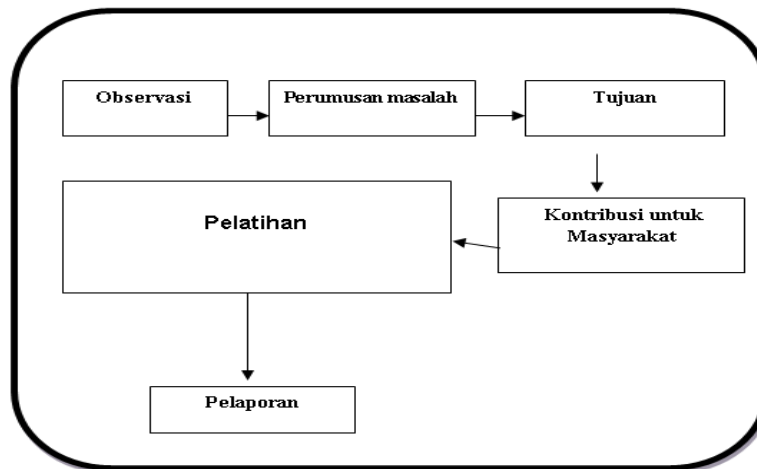 Observasi
Perumusan masalah
Tujuan
Kontribusi untuk
Masyarakat
Pelatihan
Pelaporan